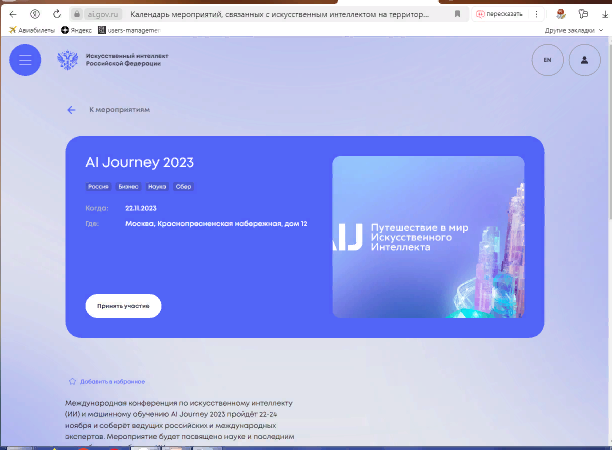 ai.gov.ru
Календарь мероприятий, связанных с искусственным интеллектом на территор...
пересказать
Авиабилеты
Яндекс
users-managemer
Другие закладки
Искусственный интеллект
Российской Федерации
EN
К мероприятиям
AI Journey 2023
Россия Бизнес Наука Сбер
Когда: 22.11.2023
Где: Москва, Краснопресненская набережная, дом 12
AIJ
Путешествие в мир
Искусственного
Интеллекта
Принять участие
Добавить в избранное
Международная конференция по искусственному интеллекту
(ИИ) и машинному обучению AI Journey 2023 пройдёт 22-24
ноября и соберёт ведущих российских и международных
экспертов. Мероприятие будет посвящено науке и последним